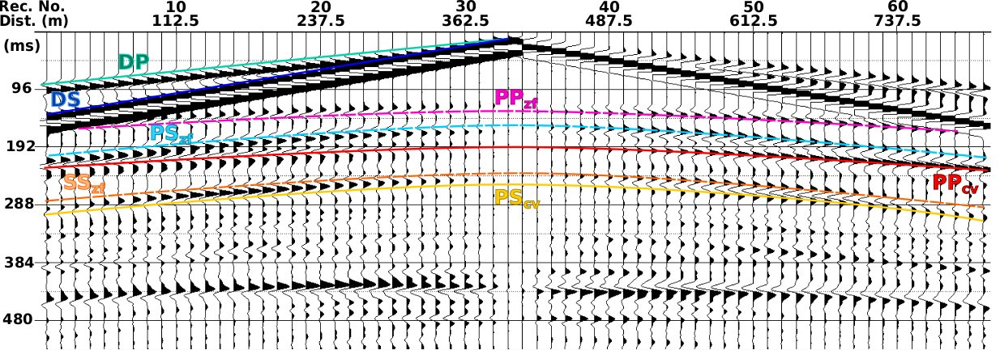 Rec. No. 10 20 30 40 50 60
Dist. (m) 112.5 237.5 362.5 487.5 612.5 737.5
(ms)
DP
96
DS
PPzf
PSzf
192
SSzf
PPcv
PScv
288
384
480